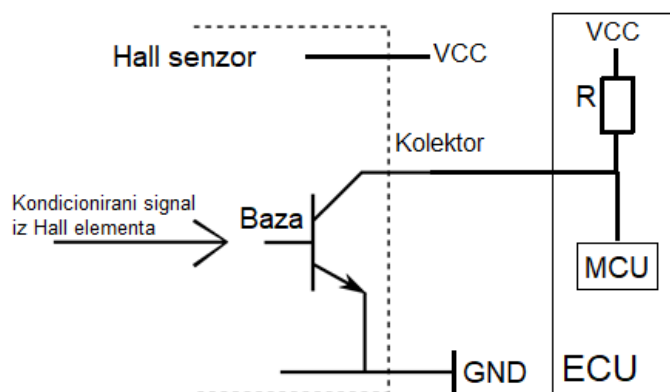 Hall senzor
VCC
VCC
R
Kolektor
Kondicionirani signal
iz Hall elementa
Baza
MCU
GND
ECU